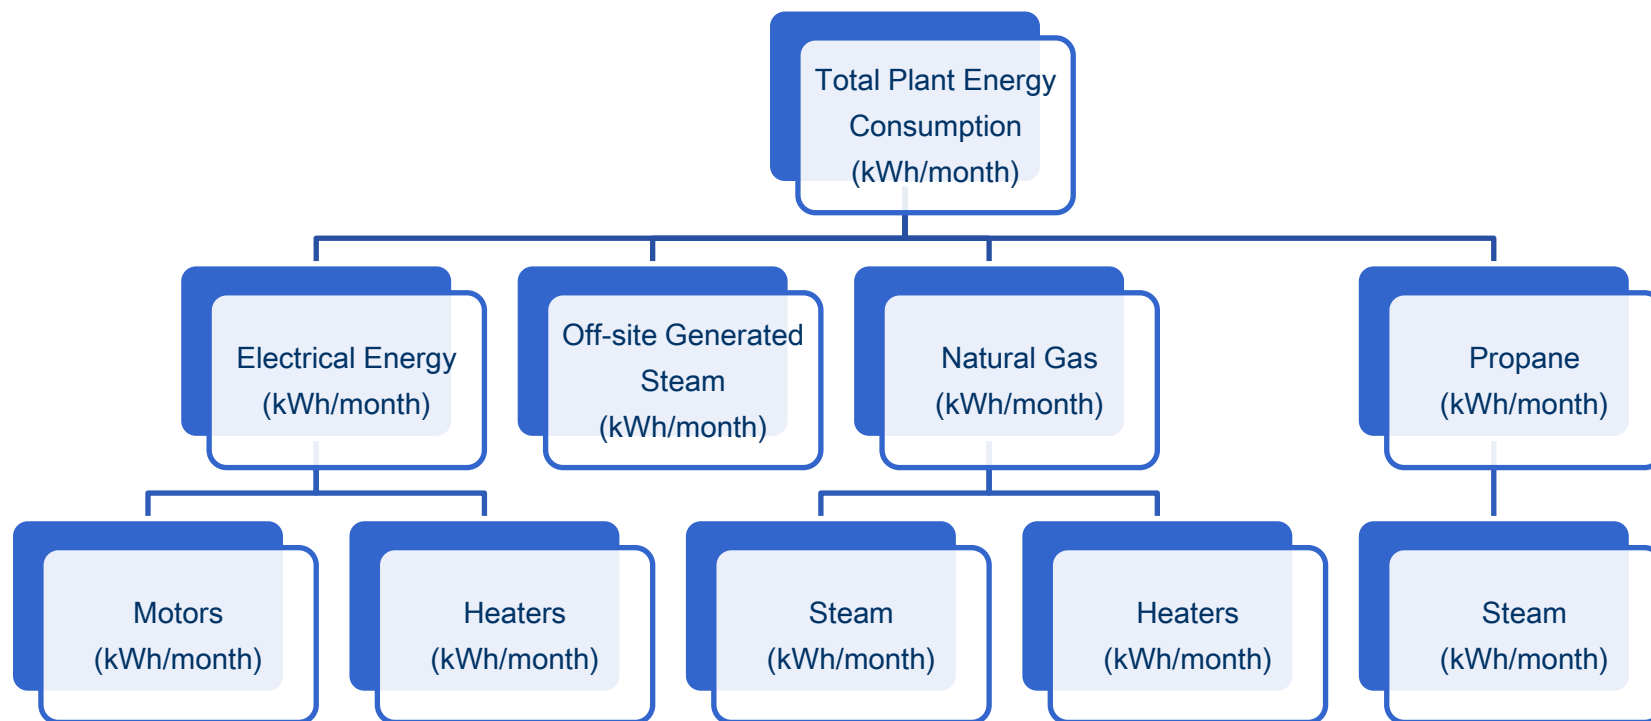 Total Plant Energy
Consumption
(kWh/month)
Electrical Energy
(kWh/month)
Off-site Generated
Steam
(kWh/month)
Natural Gas
(kWh/month)
Propane
(kWh/month)
Motors
(kWh/month)
Heaters
(kWh/month)
Steam
(kWh/month)
Heaters
(kWh/month)
Steam
(kWh/month)